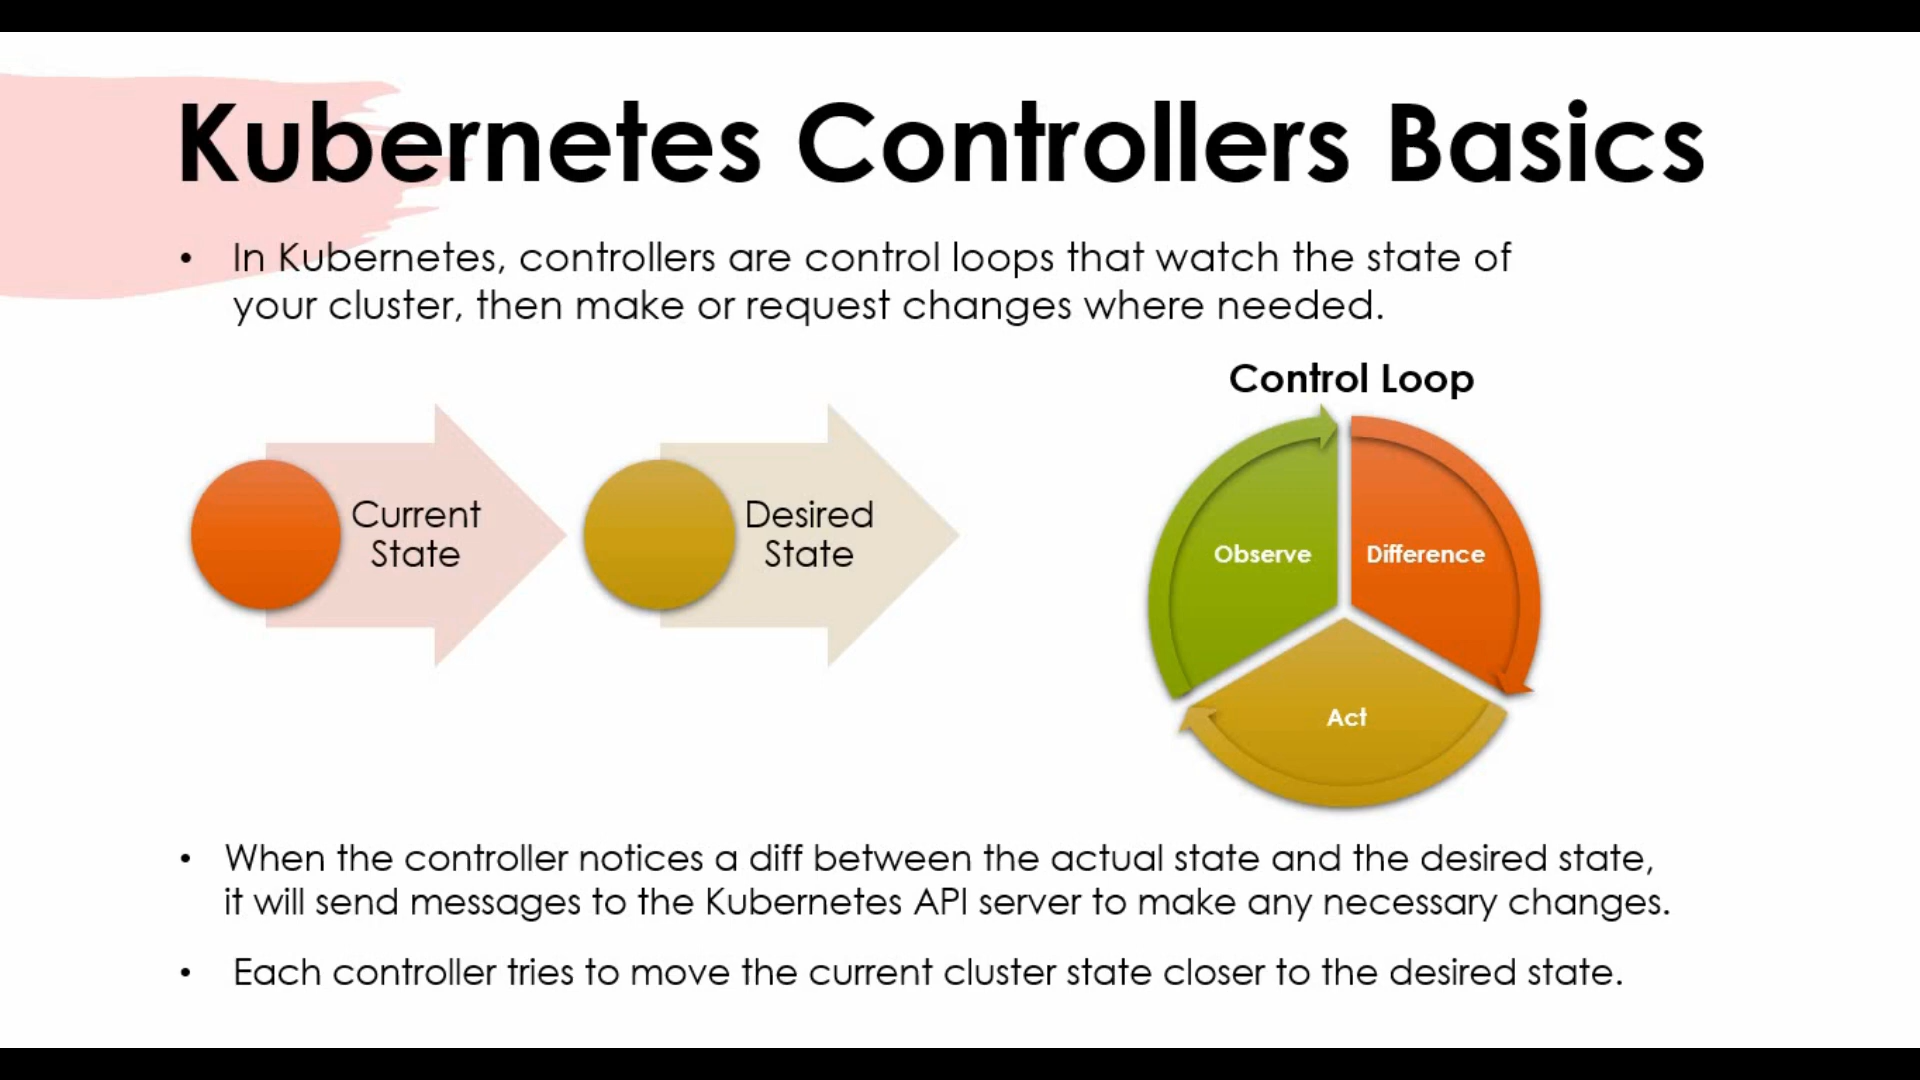 Kubernetes Controllers Basics
• In Kubernetes, controllers are control loops that watch the state of
your cluster, then make or request changes where needed.
Current
State
Desired
State
Control Loop
Observe
Difference
Act
• When the controller notices a diff between the actual state and the desired state,
it will send messages to the Kubernetes API server to make any necessary changes.
• Each controller tries to move the current cluster state closer to the desired state.